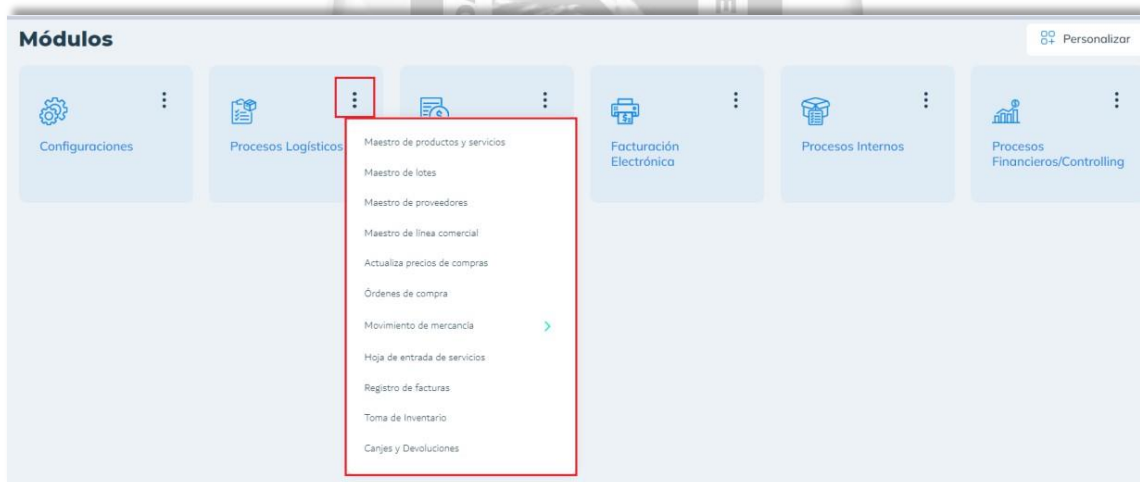 Módulos
Personalizar
Configuraciones
Procesos Logísticos
Facturación
Electrónica
Procesos Internos
Procesos
Financieros/Controlling
Maestro de productos y servicios
Maestro de lotes
Maestro de proveedores
Maestro de línea comercial
Actualiza precios de compras
Órdenes de compra
Movimiento de mercancía
Hoja de entrada de servicios
Registro de facturas
Toma de Inventario
Canjes y Devoluciones